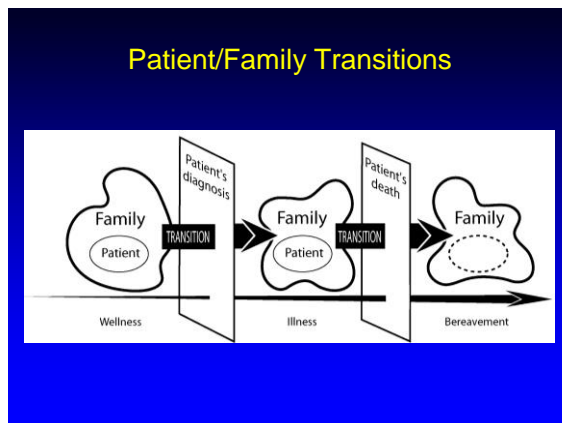 Patient/Family Transitions
Patient's
diagnosis
Patient's
death
Family
Patient
TRANSITION
Family
Patient
TRANSITION
Family
Wellness
Illness
Bereavement